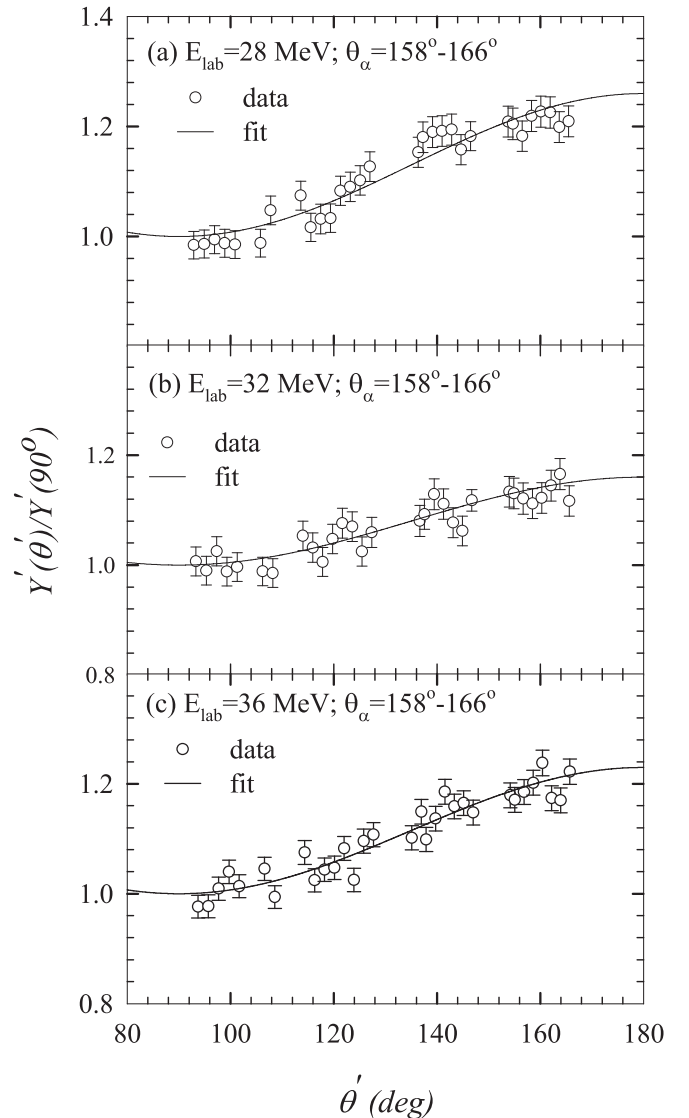 1.4
(a) E_lab=28 MeV; θ_α=158°-166°
data
fit
1.2
1.0
(b) E_lab=32 MeV; θ_α=158°-166°
data
fit
1.2
1.0
0.8
(c) E_lab=36 MeV; θ_α=158°-166°
data
fit
1.2
1.0
0.8
80 100 120 140 160 180
Y'(θ')/Y'(90°)
θ' (deg)